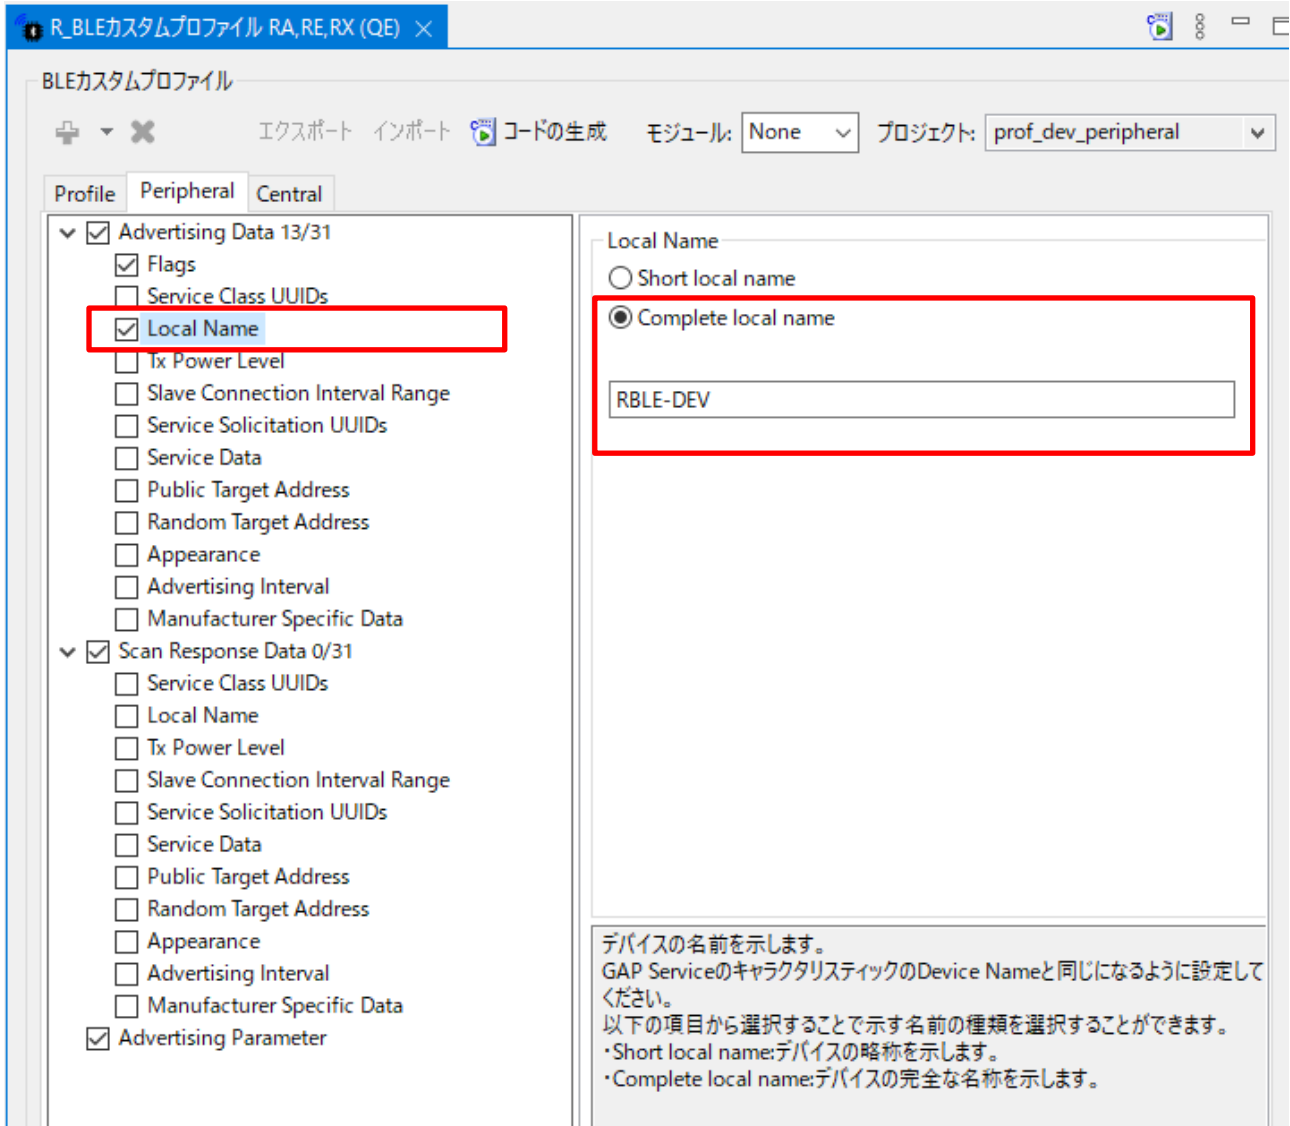 R_BLEカスタムプロファイル RA,RE,RX (QE)
BLEカスタムプロファイル
エクスポート インポート コードの生成 モジュール: None プロジェクト: prof_dev_peripheral
Profile Peripheral Central
Advertising Data 13/31
Flags
Service Class UUIDs
Local Name
Tx Power Level
Slave Connection Interval Range
Service Solicitation UUIDs
Service Data
Public Target Address
Random Target Address
Appearance
Advertising Interval
Manufacturer Specific Data
Scan Response Data 0/31
Service Class UUIDs
Local Name
Tx Power Level
Slave Connection Interval Range
Service Solicitation UUIDs
Service Data
Public Target Address
Random Target Address
Appearance
Advertising Interval
Manufacturer Specific Data
Advertising Parameter
Local Name
Short local name
Complete local name
RBLE-DEV
デバイスの名前を示します。
GAP ServiceのキャラクタリスティックのDevice Nameと同じになるように設定して
ください。
以下の項目から選択することで示す名前の種類を選択することができます。
・Short local name:デバイスの略称を示します。
・Complete local name:デバイスの完全な名称を示します。